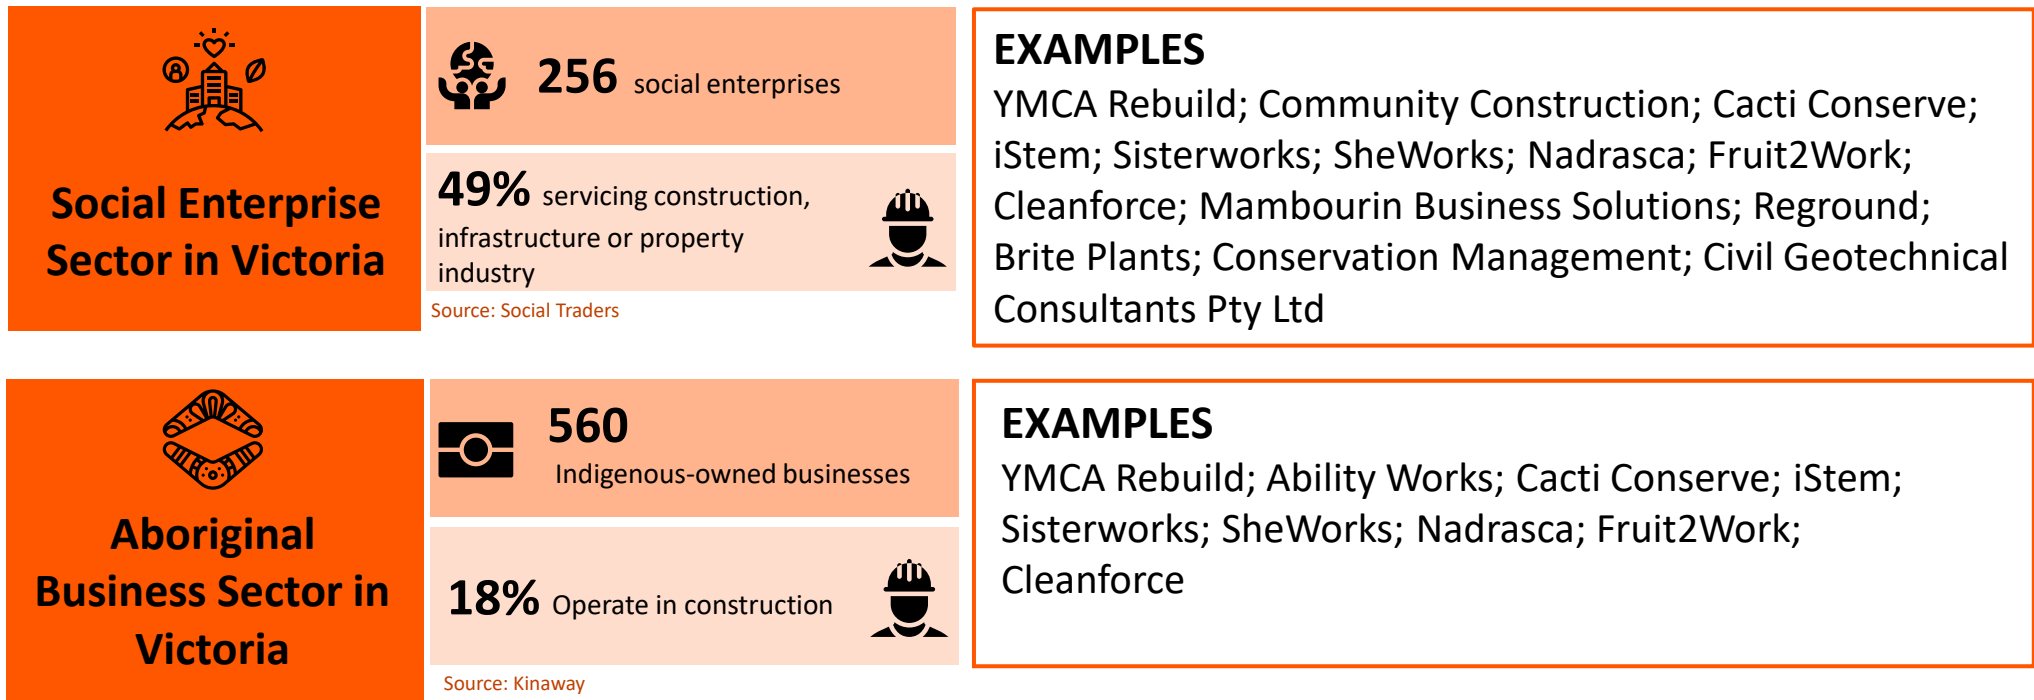 Social Enterprise
Sector in Victoria
256 social enterprises
49% servicing construction,
infrastructure or property
industry
Source: Social Traders
EXAMPLES
YMCA Rebuild; Community Construction; Cacti Conserve;
iStem; Sisterworks; SheWorks; Nadrasca; Fruit2Work;
Cleanforce; Mambourin Business Solutions; Reground;
Brite Plants; Conservation Management; Civil Geotechnical
Consultants Pty Ltd
Aboriginal
Business Sector in
Victoria
560
Indigenous-owned businesses
18% Operate in construction
Source: Kinaway
EXAMPLES
YMCA Rebuild; Ability Works; Cacti Conserve; iStem;
Sisterworks; SheWorks; Nadrasca; Fruit2Work;
Cleanforce